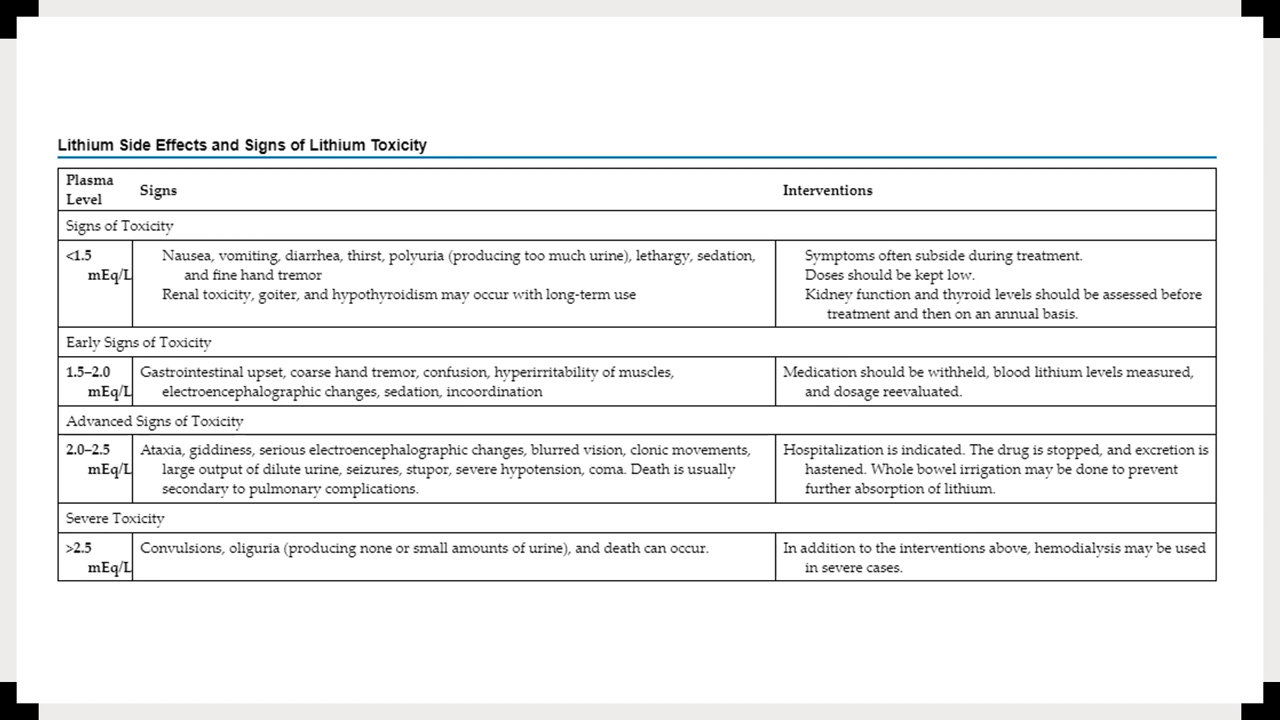 Lithium Side Effects and Signs of Lithium Toxicity
Plasma Level
Signs
Interventions
Signs of Toxicity
<1.5 mEq/L
Nausea, vomiting, diarrhea, thirst, polyuria (producing too much urine), lethargy, sedation,
and fine hand tremor
Renal toxicity, goiter, and hypothyroidism may occur with long-term use
Symptoms often subside during treatment.
Doses should be kept low.
Kidney function and thyroid levels should be assessed before
treatment and then on an annual basis.
Early Signs of Toxicity
1.5–2.0 mEq/L
Gastrointestinal upset, coarse hand tremor, confusion, hyperirritability of muscles,
electroencephalographic changes, sedation, incoordination
Medication should be withheld, blood lithium levels measured,
and dosage reevaluated.
Advanced Signs of Toxicity
2.0–2.5 mEq/L
Ataxia, giddiness, serious electroencephalographic changes, blurred vision, clonic movements,
large output of dilute urine, seizures, stupor, severe hypotension, coma. Death is usually
secondary to pulmonary complications.
Hospitalization is indicated. The drug is stopped, and excretion is
hastened. Whole bowel irrigation may be done to prevent
further absorption of lithium.
Severe Toxicity
>2.5 mEq/L
Convulsions, oliguria (producing none or small amounts of urine), and death can occur.
In addition to the interventions above, hemodialysis may be used
in severe cases.